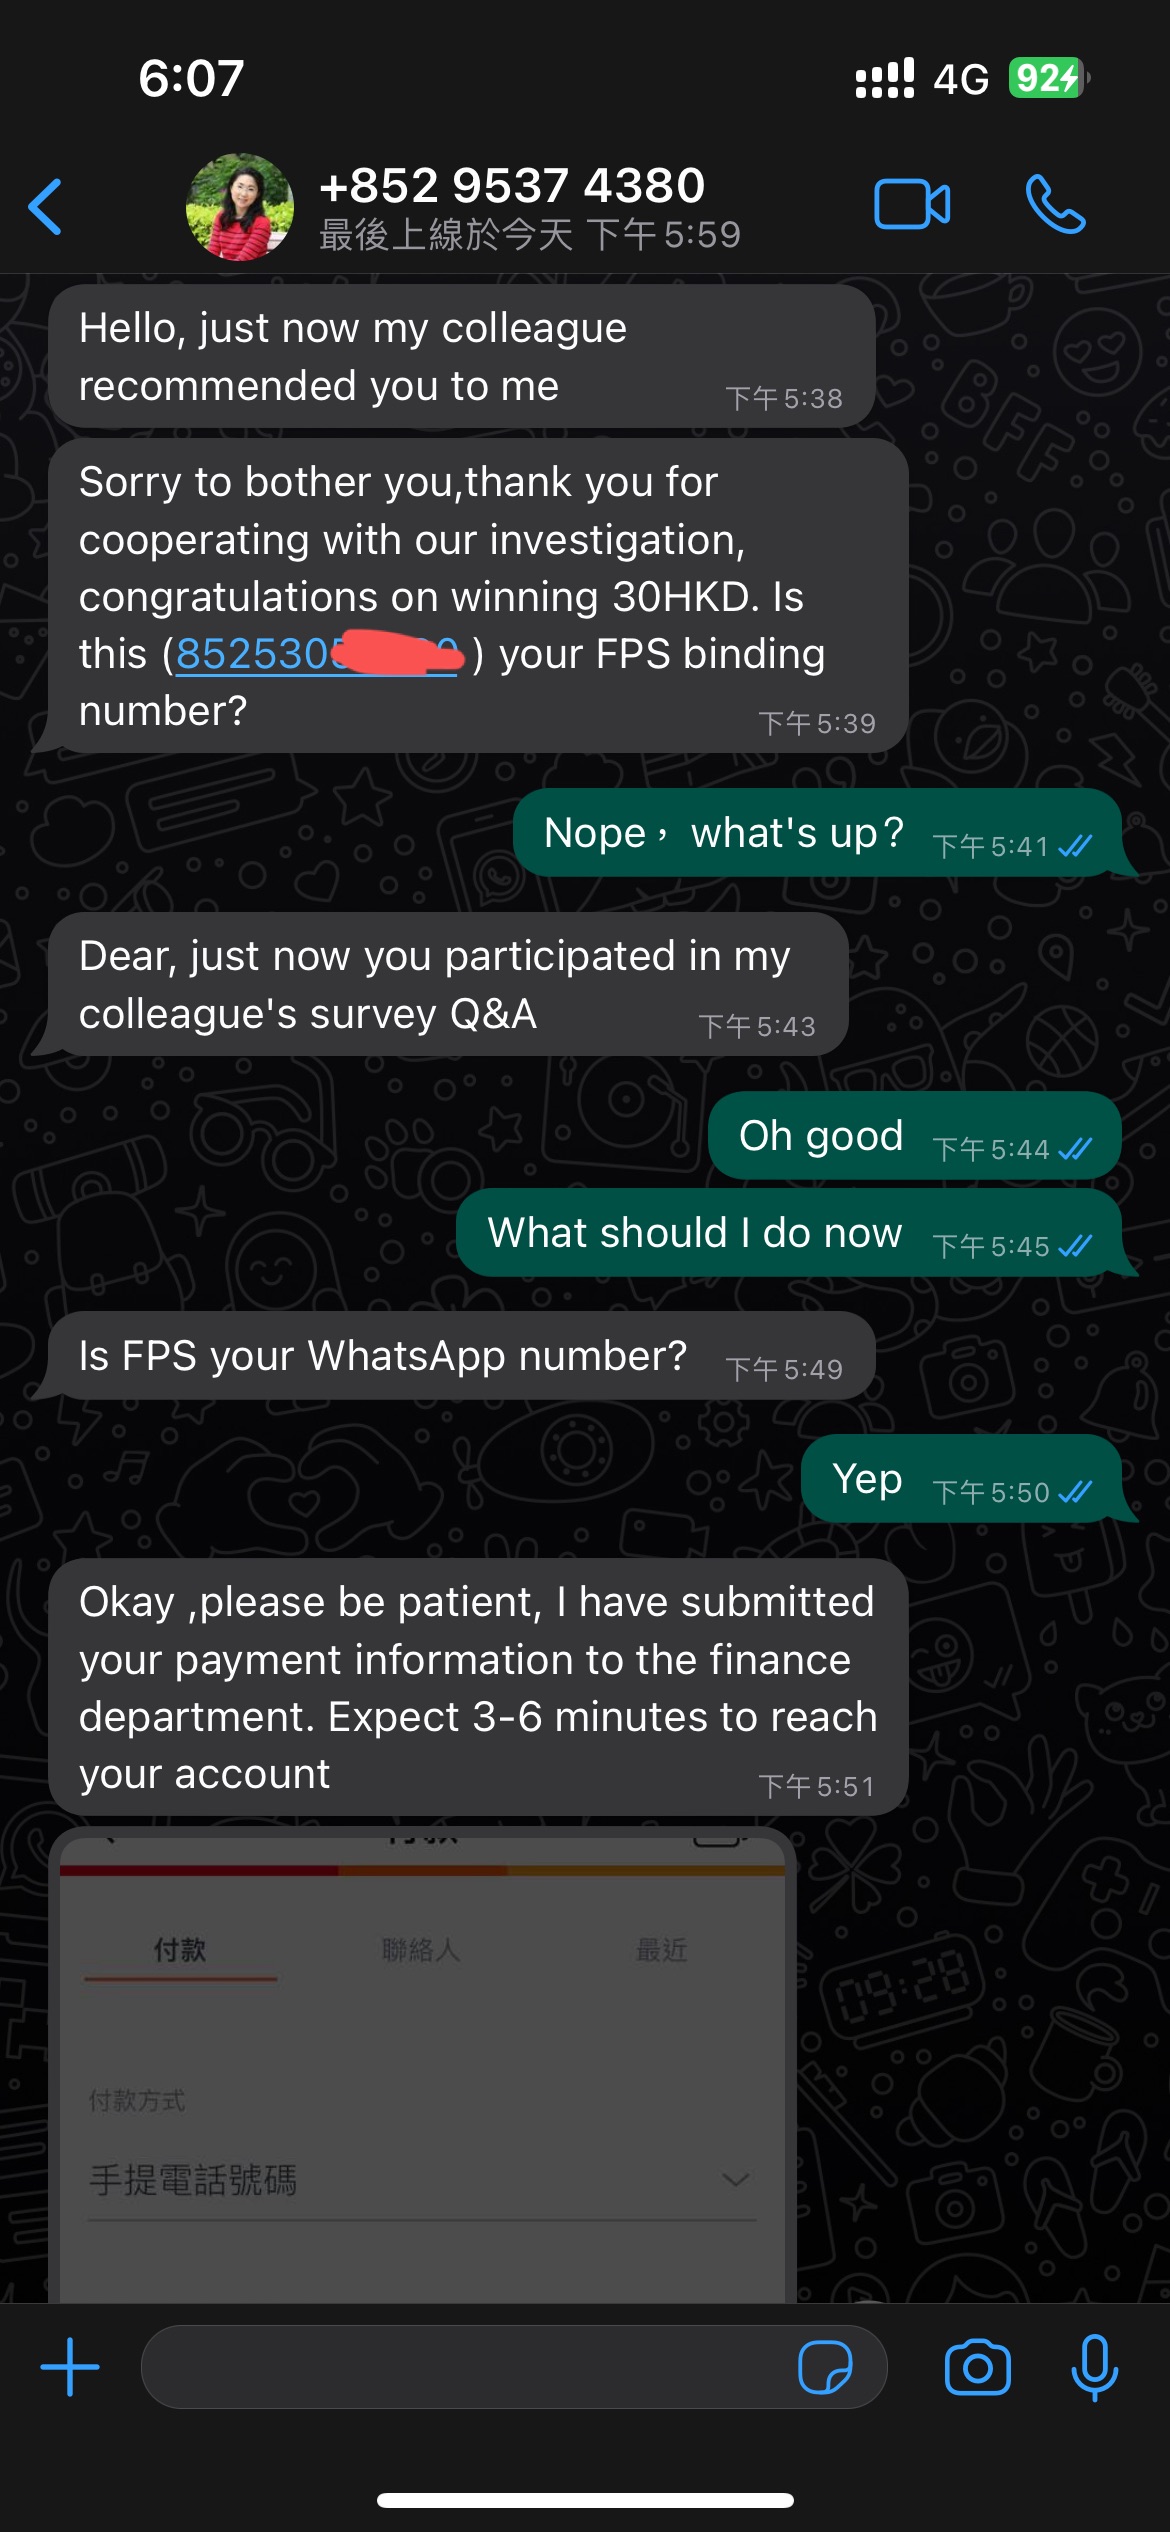 6:07
4G
92
+852 9537 4380
最後上線於今天 下午5:59
Hello, just now my colleague
recommended you to me
下午5:38
Sorry to bother you,thank you for
cooperating with our investigation,
congratulations on winning 30HKD. Is
this (852530 0) your FPS binding
number?
下午5:39
Nope，what's up?
下午5:41
Dear, just now you participated in my
colleague's survey Q&A
下午5:43
Oh good
下午5:44
What should I do now
下午5:45
Is FPS your WhatsApp number?
下午5:49
Yep
下午5:50
Okay ,please be patient, I have submitted
your payment information to the finance
department. Expect 3-6 minutes to reach
your account
下午5:51
付款
聯絡人
最近
付款方式
手提電話號碼
BFF
09:28